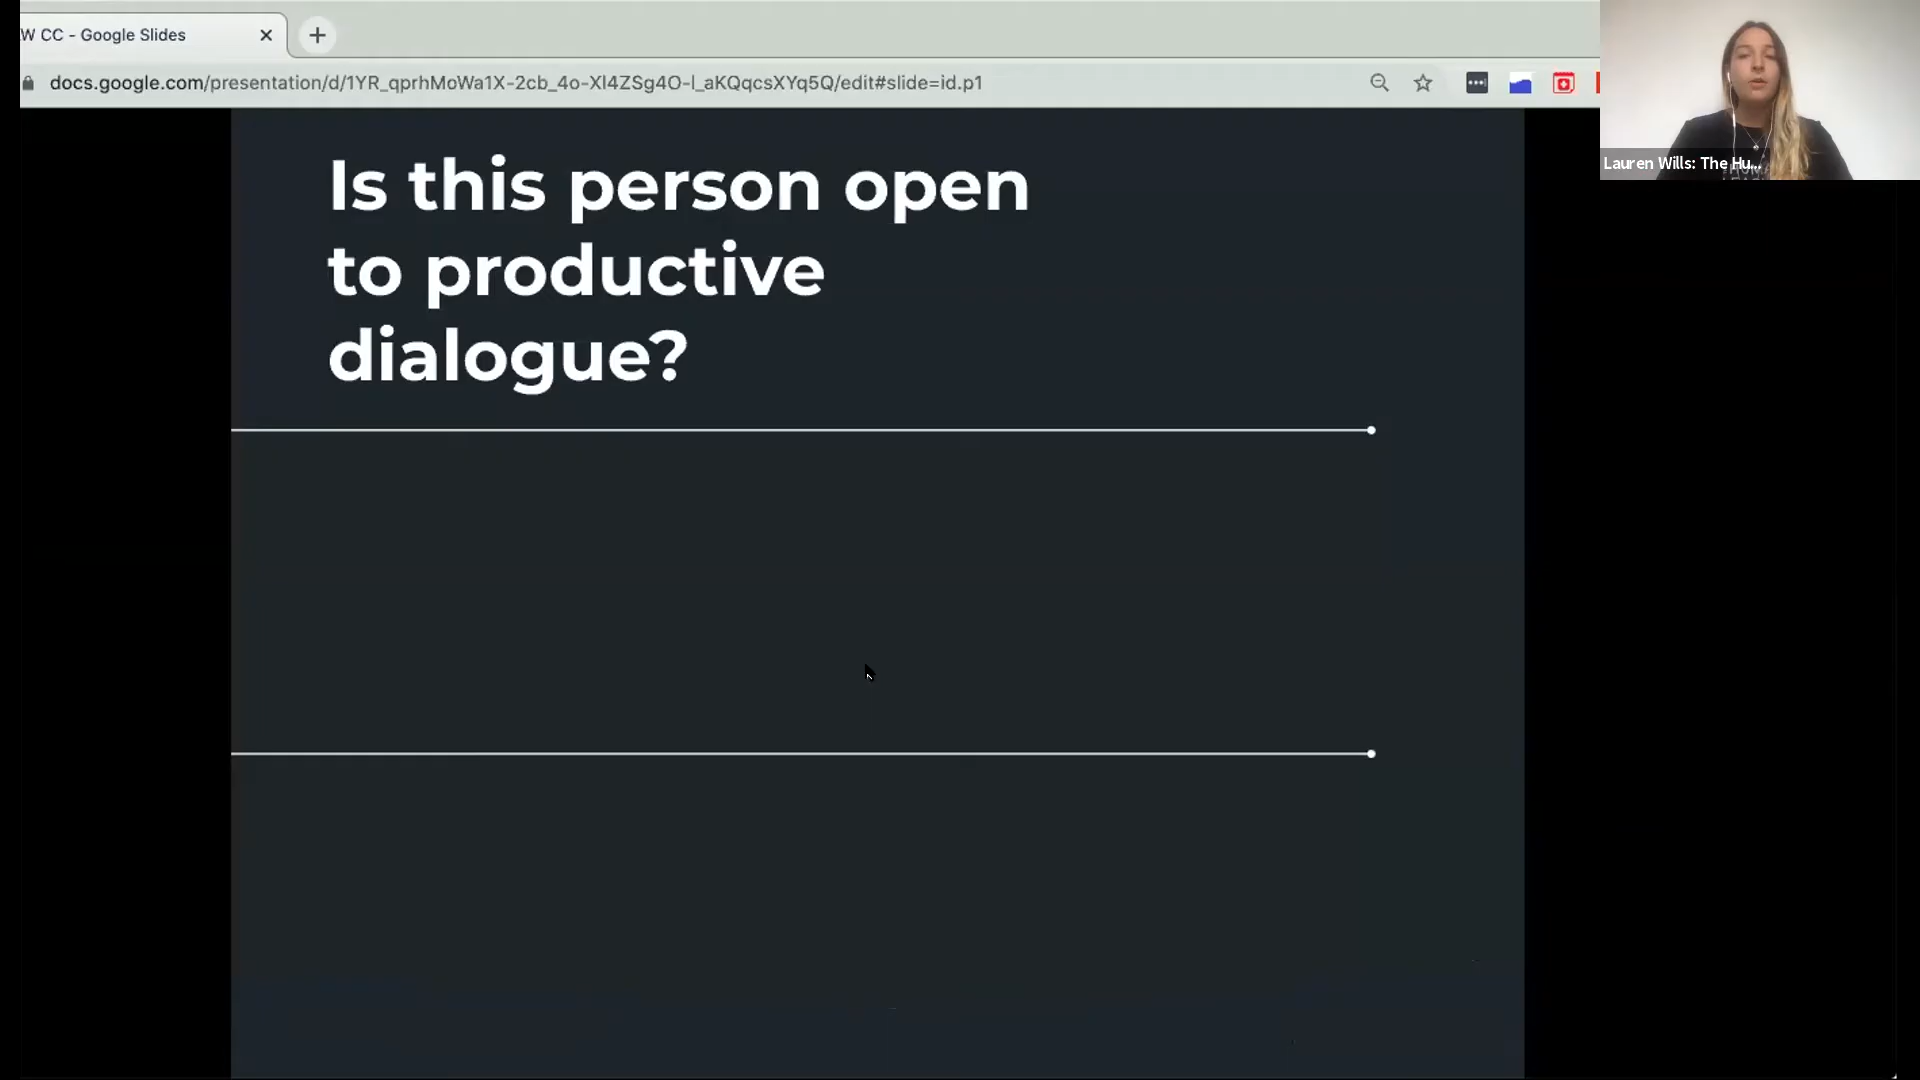 W CC - Google Slides
docs.google.com/presentation/d/1YR_qprhMoWa1X-2cb_4o-Xl4ZSg4O-l_aKQqcsXYq5Q/edit#slide=id.p1
Lauren Wills: The Hu...
Is this person open
to productive
dialogue?